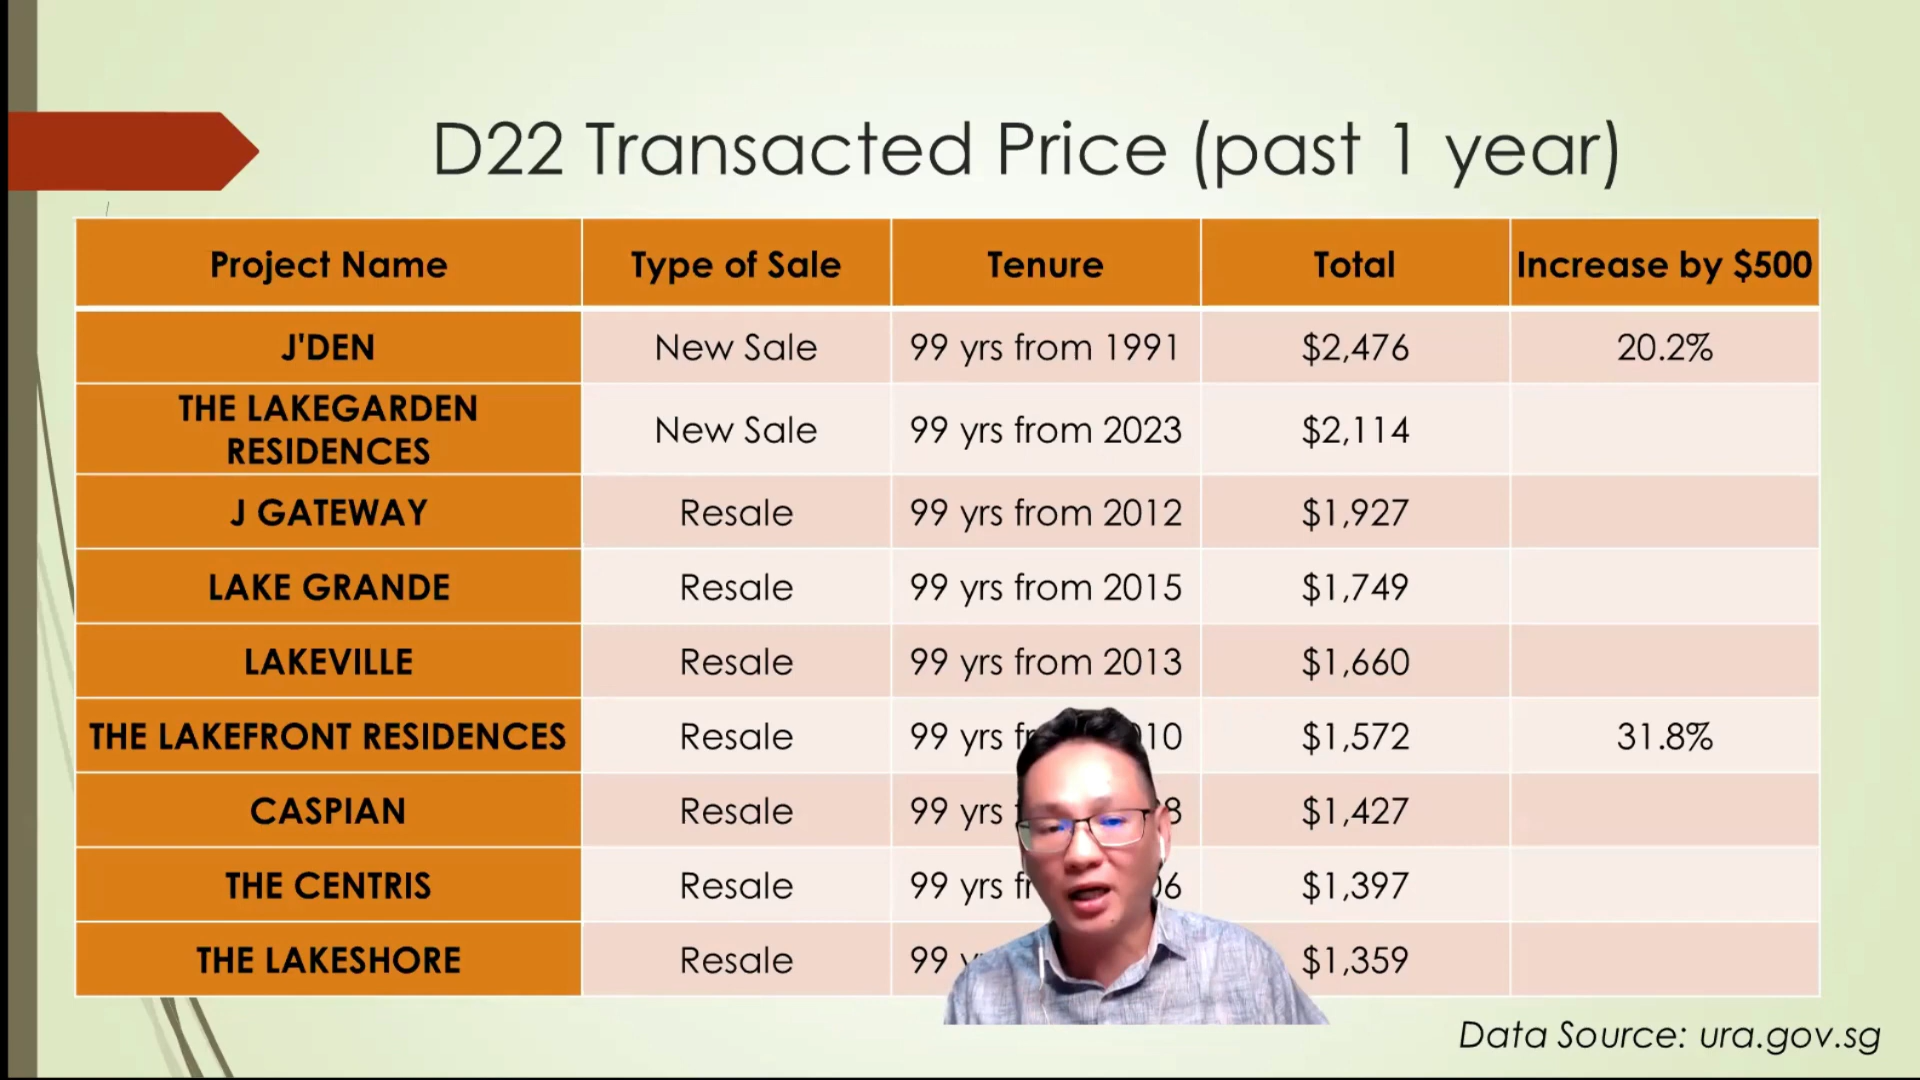 D22 Transacted Price (past 1 year)
Project Name Type of Sale Tenure Total Increase by $500
J'DEN New Sale 99 yrs from 1991 $2,476 20.2%
THE LAKEGARDEN
RESIDENCES New Sale 99 yrs from 2023 $2,114
J GATEWAY Resale 99 yrs from 2012 $1,927
LAKE GRANDE Resale 99 yrs from 2015 $1,749
LAKEVILLE Resale 99 yrs from 2013 $1,660
THE LAKEFRONT RESIDENCES Resale 99 yrs $1,572 31.8%
CASPIAN Resale 99 yrs $1,427
THE CENTRIS Resale 99 yrs $1,397
THE LAKESHORE Resale 99 $1,359
Data Source: ura.gov.sg